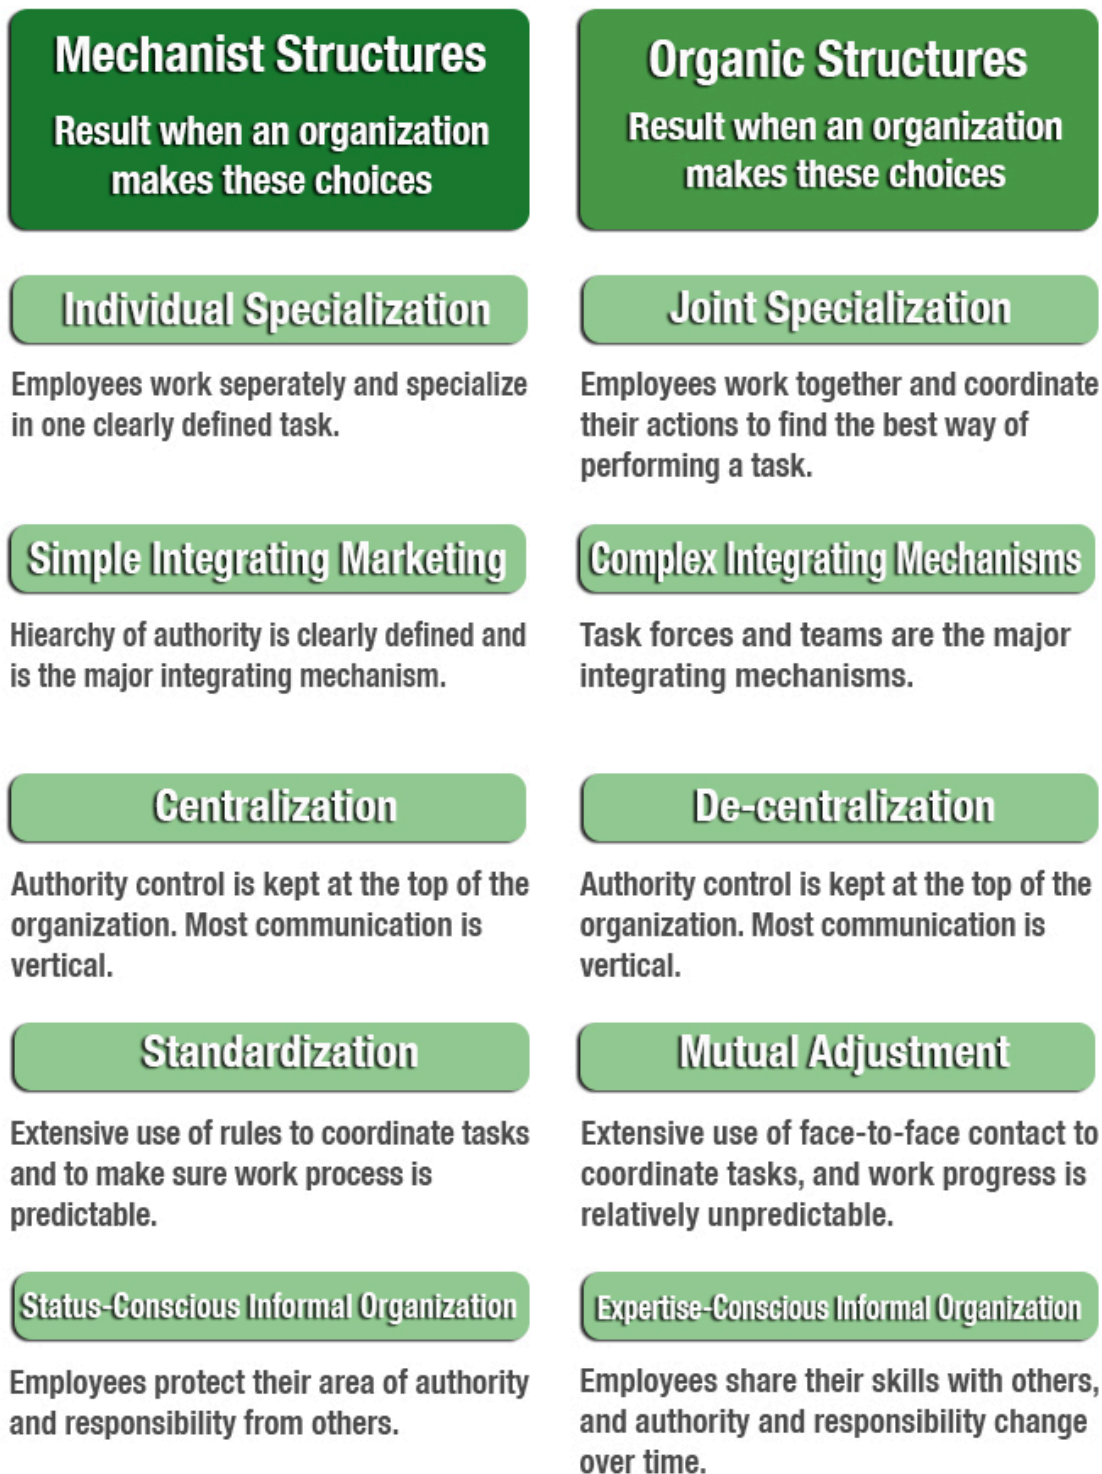 Mechanist Structures
Result when an organization
makes these choices
Organic Structures
Result when an organization
makes these choices
Individual Specialization
Employees work seperately and specialize
in one clearly defined task.
Joint Specialization
Employees work together and coordinate
their actions to find the best way of
performing a task.
Simple Integrating Marketing
Hiearchy of authority is clearly defined and
is the major integrating mechanism.
Complex Integrating Mechanisms
Task forces and teams are the major
integrating mechanisms.
Centralization
Authority control is kept at the top of the
organization. Most communication is
vertical.
De-centralization
Authority control is kept at the top of the
organization. Most communication is
vertical.
Standardization
Extensive use of rules to coordinate tasks
and to make sure work process is
predictable.
Mutual Adjustment
Extensive use of face-to-face contact to
coordinate tasks, and work progress is
relatively unpredictable.
Status-Conscious Informal Organization
Employees protect their area of authority
and responsibility from others.
Expertise-Conscious Informal Organization
Employees share their skills with others,
and authority and responsibility change
over time.